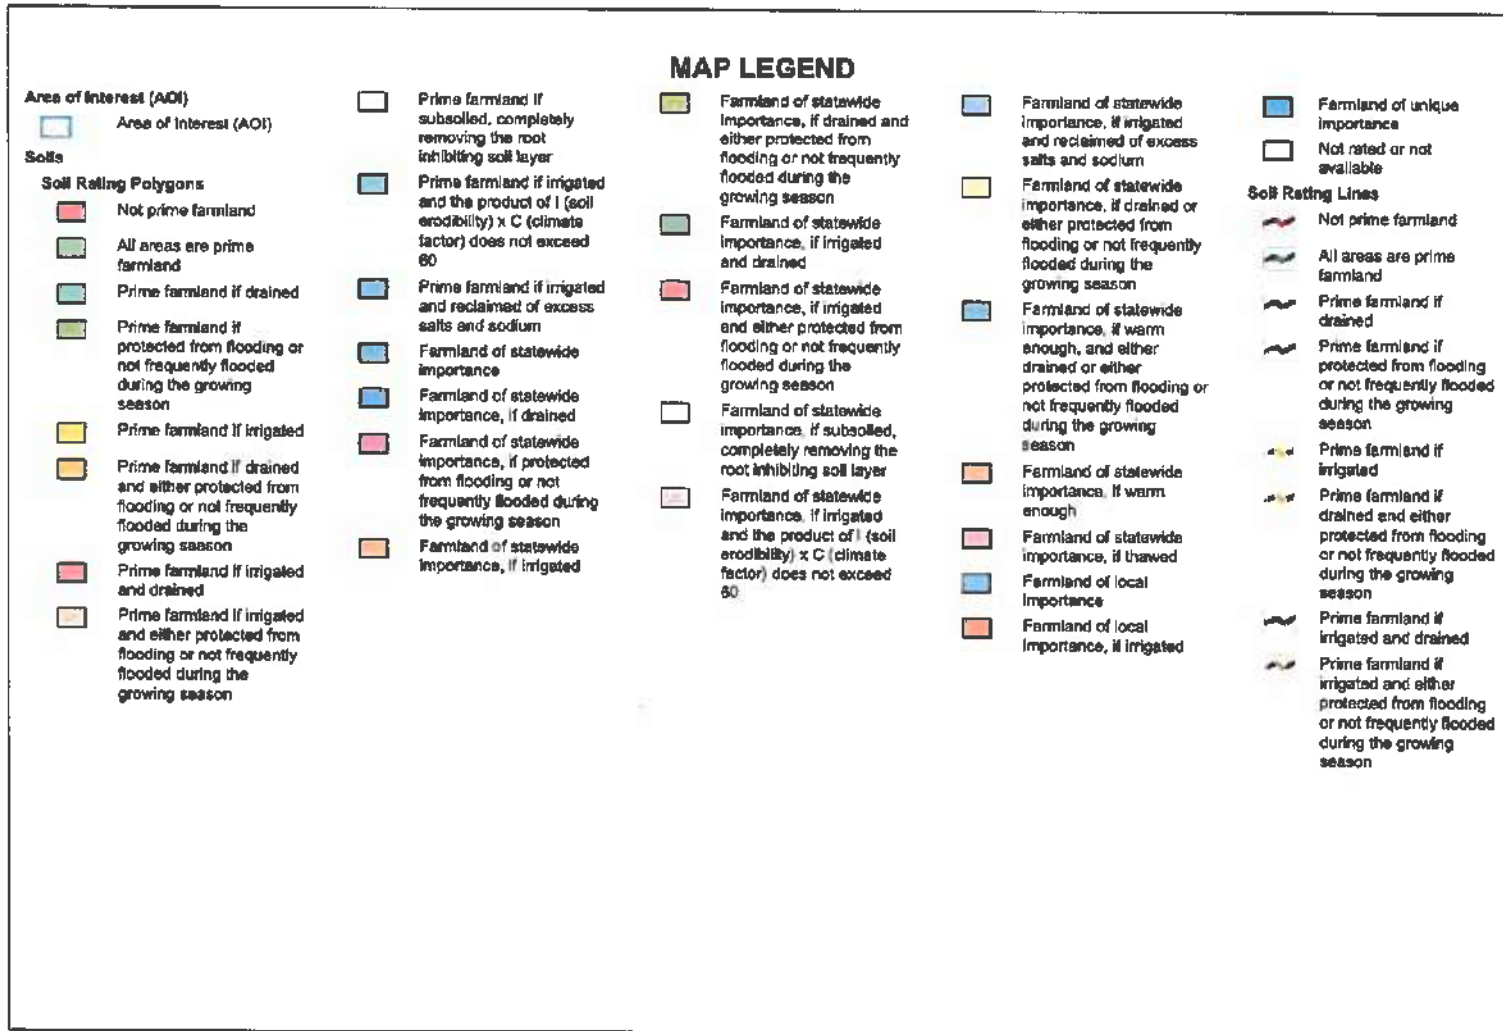 MAP LEGEND
Area of Interest (AOI)
Area of Interest (AOI)
Soils
Soil Rating Polygons
Not prime farmland
All areas are prime
farmland
Prime farmland if drained
Prime farmland if
protected from flooding or
not frequently flooded
during the growing
season
Prime farmland if irrigated
Prime farmland if drained
and either protected from
flooding or not frequently
flooded during the
growing season
Prime farmland if irrigated
and drained
Prime farmland if irrigated
and either protected from
flooding or not frequently
flooded during the
growing season
Prime farmland if
subsoiled, completely
removing the root
inhibiting soil layer
Prime farmland if irrigated
and the product of I (soil
erodibility) x C (climate
factor) does not exceed
60
Prime farmland if irrigated
and reclaimed of excess
salts and sodium
Farmland of statewide
importance
Farmland of statewide
importance, if drained
Farmland of statewide
importance, if protected
from flooding or not
frequently flooded during
the growing season
Farmland of statewide
importance, if irrigated
Farmland of statewide
importance, if drained and
either protected from
flooding or not frequently
flooded during the
growing season
Farmland of statewide
importance, if irrigated
and drained
Farmland of statewide
importance, if irrigated
and either protected from
flooding or not frequently
flooded during the
growing season
Farmland of statewide
importance, if subsoiled,
completely removing the
root inhibiting soil layer
Farmland of statewide
importance, if irrigated
and the product of I (soil
erodibility) x C (climate
factor) does not exceed
60
Farmland of statewide
importance, if irrigated
and reclaimed of excess
salts and sodium
Farmland of statewide
importance, if drained or
either protected from
flooding or not frequently
flooded during the
growing season
Farmland of statewide
importance, if warm
enough, and either
drained or either
protected from flooding or
not frequently flooded
during the growing
season
Farmland of statewide
importance, if warm
enough
Farmland of statewide
importance, if thawed
Farmland of local
importance
Farmland of local
importance, if irrigated
Farmland of unique
importance
Not rated or not
available
Soil Rating Lines
Not prime farmland
All areas are prime
farmland
Prime farmland if
drained
Prime farmland if
protected from flooding
or not frequently flooded
during the growing
season
Prime farmland if
irrigated
Prime farmland if
drained and either
protected from flooding
or not frequently flooded
during the growing
season
Prime farmland if
irrigated and drained
Prime farmland if
irrigated and either
protected from flooding
or not frequently flooded
during the growing
season